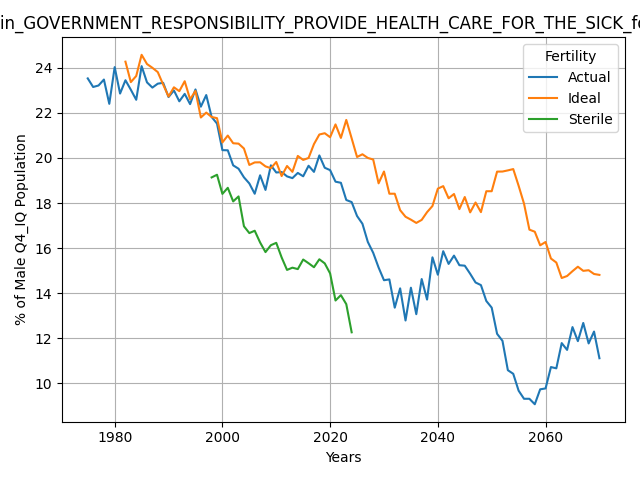 in_GOVERNMENT_RESPONSIBILITY_PROVIDE_HEALTH_CARE_FOR_THE_SICK_fe
Fertility
Actual
Ideal
Sterile
% of Male Q4_IQ Population
24
22
20
18
16
14
12
10
1980 2000 2020 2040 2060
Years